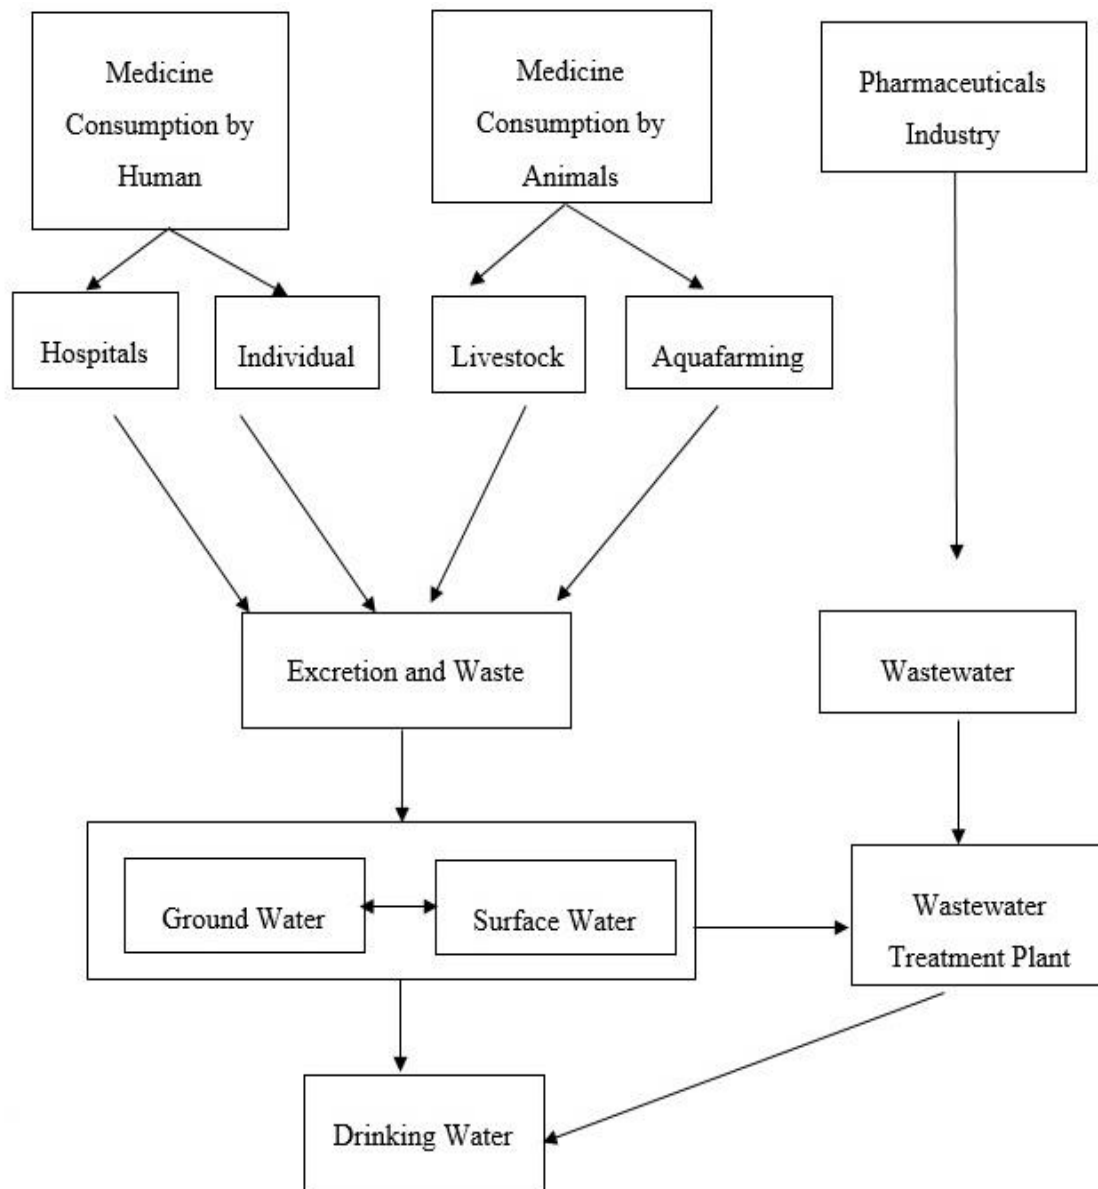 Medicine
Consumption by
Human
Medicine
Consumption by
Animals
Pharmaceuticals
Industry
Hospitals
Individual
Livestock
Aquafarming
Excretion and Waste
Wastewater
Ground Water
Surface Water
Wastewater
Treatment Plant
Drinking Water